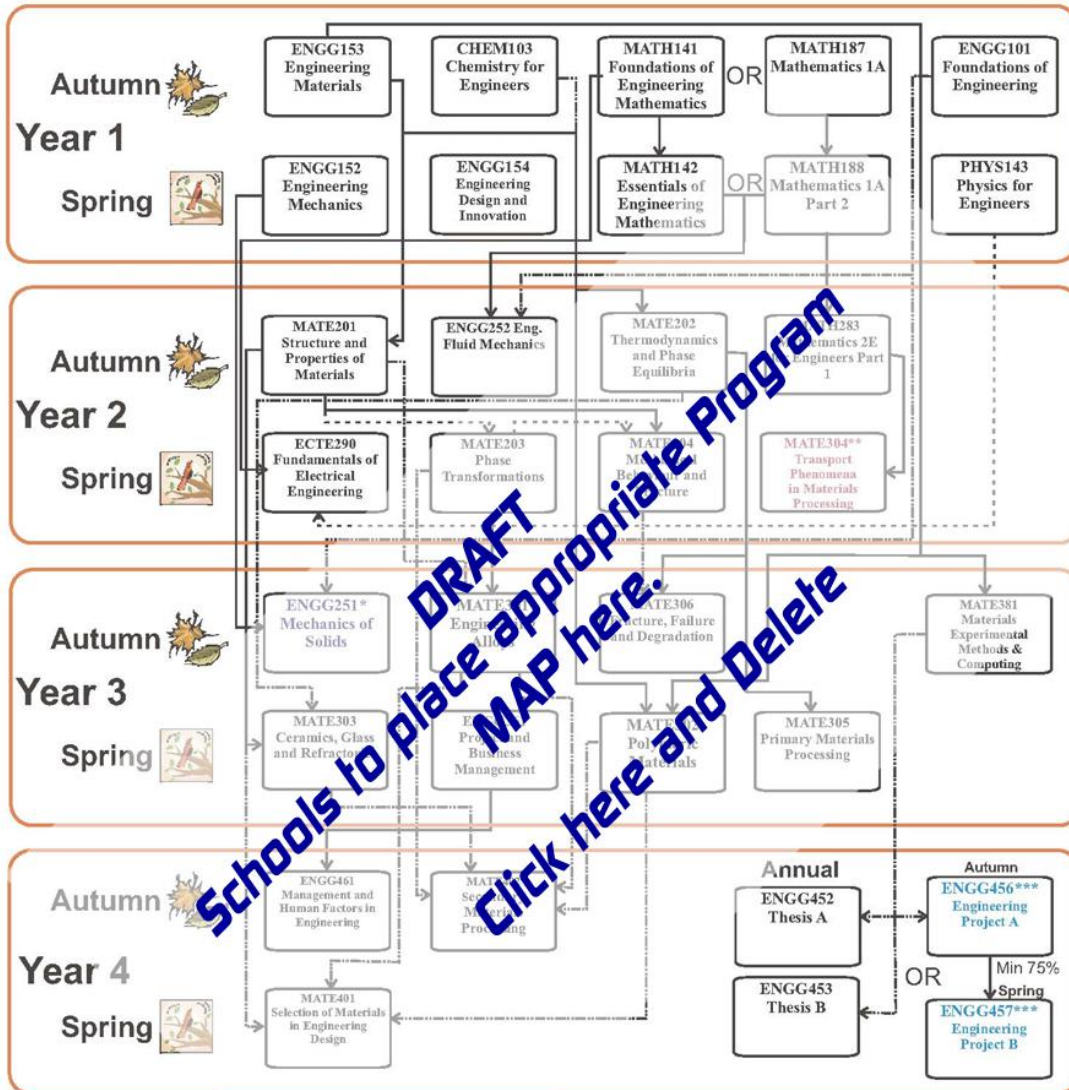 ENGG153
Engineering
Materials
CHEM103
Chemistry for
Engineers
MATH141
Foundations of
Engineering
Mathematics
OR
MATH187
Mathematics 1A
ENGG101
Foundations of
Engineering
Autumn
Year 1
Spring
ENGG152
Engineering
Mechanics
ENGG154
Engineering
Design and
Innovation
MATH142
Essentials of
Engineering
Mathematics
OR
MATH188
Mathematics 1A
Part 2
PHYS143
Physics for
Engineers
Autumn
Year 2
Spring
MATE201
Structure and
Properties of
Materials
ENGG252 Eng.
Fluid Mechanics
MATE202
Thermodynamics
and Phase
Equilibria
2E
Engineers Part
1
ECTE290
Fundamentals of
Electrical
Engineering
MATE203
Phase
Transformations
and
MATE304**
Transport
Phenomena
in Materials
Processing
Autumn
Year 3
Spring
ENGG251*
Mechanics of
Solids
MATE306
Failure
and Degradation
MATE381
Materials
Experimental
Methods &
Computing
MATE303
Ceramics, Glass
and
and
Business
Management
Materials
MATE305
Primary Materials
Processing
Autumn
Year 4
Spring
ENGG461
Management and
Human Factors in
Engineering
MATE401
Selection of Materials
in Engineering
Design
Annual
ENGG452
Thesis A
ENGG453
Thesis B
OR
Autumn
ENGG456***
Engineering
Project A
Min 75%
Spring
ENGG457***
Engineering
Project B
DRAFT
Schools to place appropriate Program
MAP here.
Click here and Delete